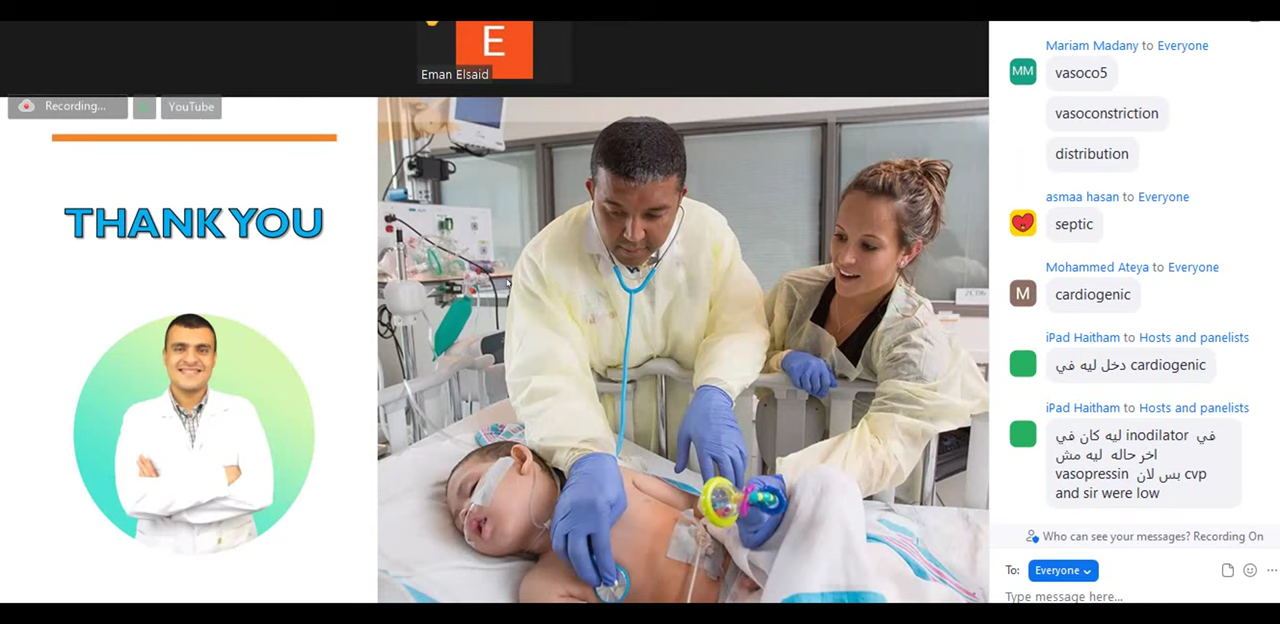 E
Eman Elsaid
Recording...
YouTube
THANK YOU
Mariam Madany to Everyone
MM
vasoco5
vasoconstriction
distribution
asmaa hasan to Everyone
septic
Mohammed Ateya to Everyone
M
cardiogenic
iPad Haitham to Hosts and panelists
دخل ليه في cardiogenic
iPad Haitham to Hosts and panelists
ليه كان في inodilator في
اخر حاله ليه مش
vasopressin بس لان cvp
and sir were low
Who can see your messages? Recording On
To:
Everyone
Type message here...